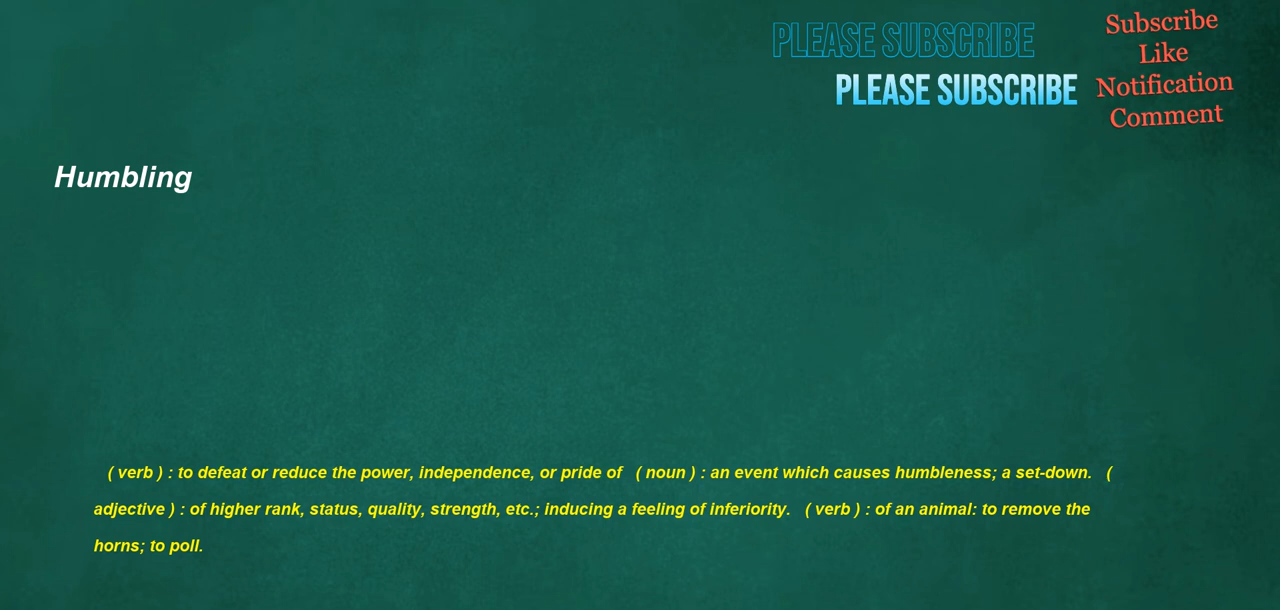 PLEASE SUBSCRIBE
PLEASE SUBSCRIBE
Subscribe
Like
Notification
Comment
Humbling
( verb ) : to defeat or reduce the power, independence, or pride of ( noun ) : an event which causes humbleness; a set-down. (
adjective ) : of higher rank, status, quality, strength, etc.; inducing a feeling of inferiority. ( verb ) : of an animal: to remove the
horns; to poll.